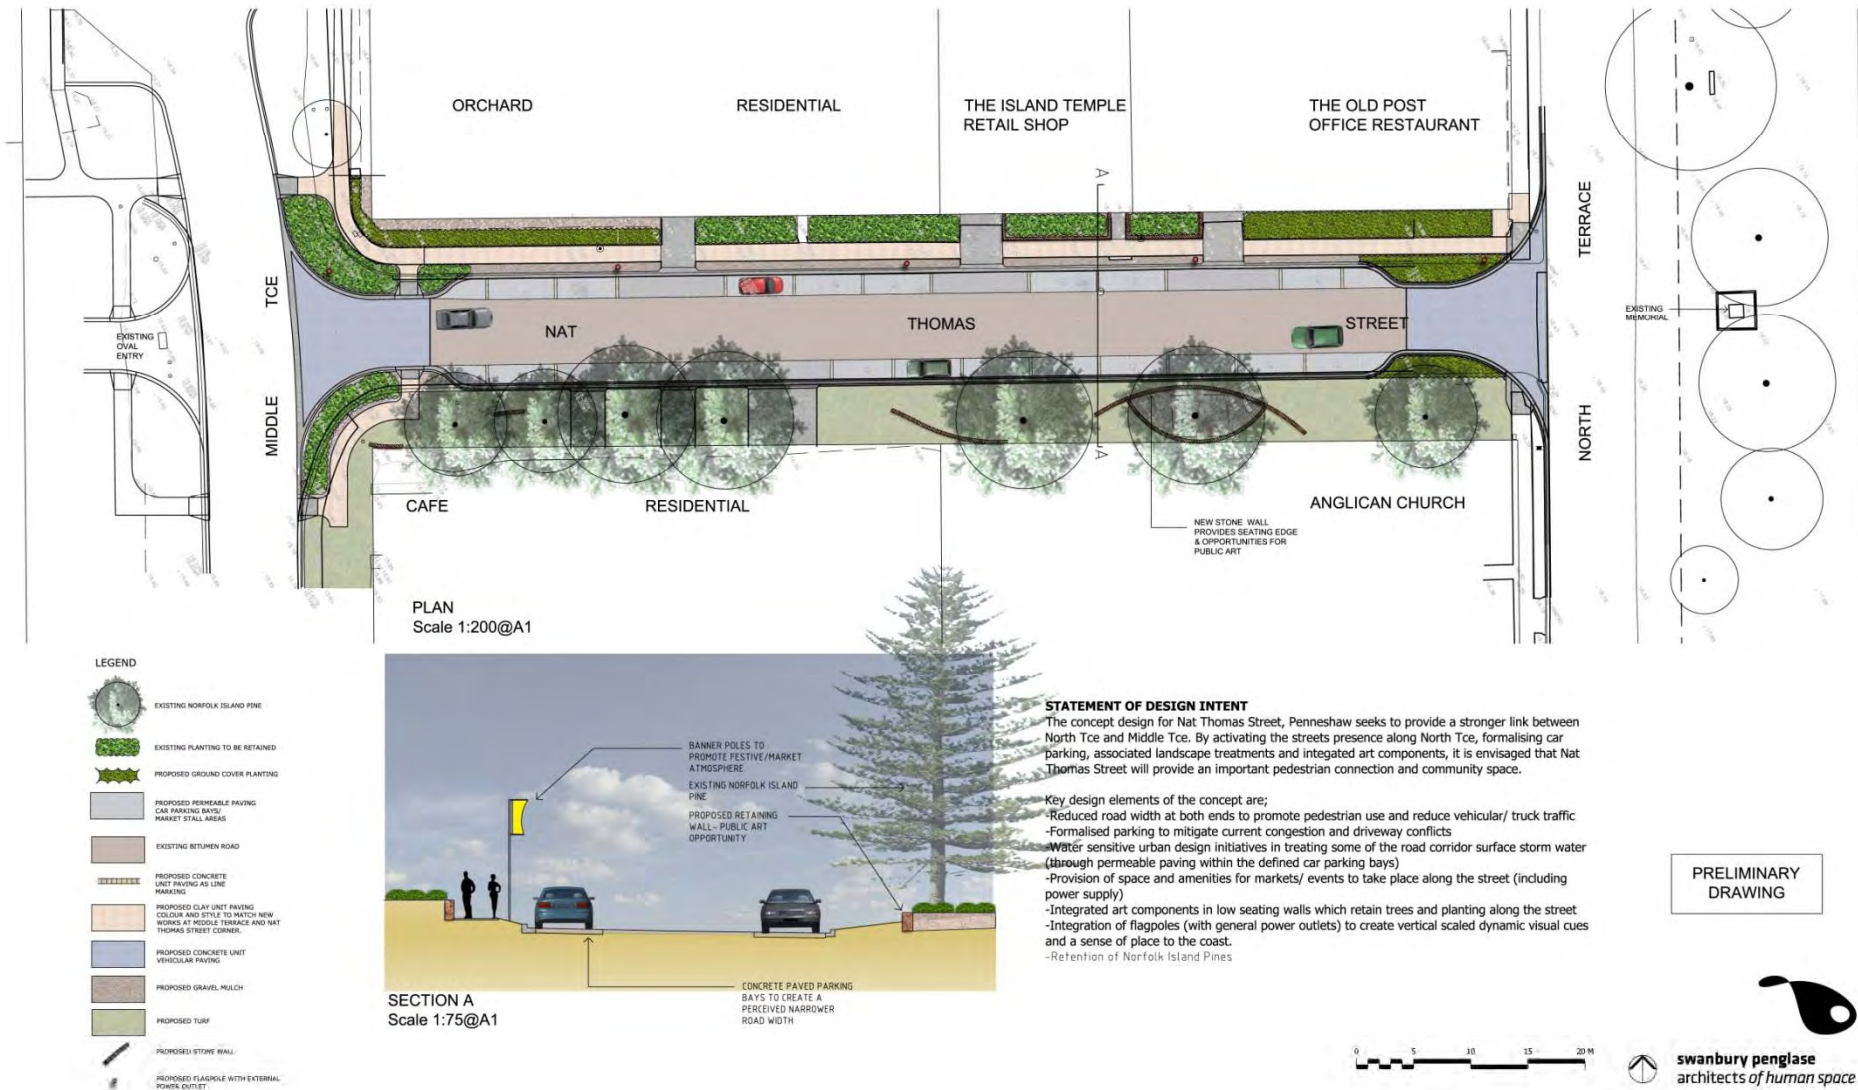 ORCHARD
RESIDENTIAL
THE ISLAND TEMPLE
RETAIL SHOP
THE OLD POST
OFFICE RESTAURANT
A
TCE
TERRACE
EXISTING
OVAL
ENTRY
NAT
THOMAS
STREET
EXISTING
MEMORIAL
MIDDLE
NORTH
A
CAFE
RESIDENTIAL
ANGLICAN CHURCH
NEW STONE WALL
PROVIDES SEATING EDGE
& OPPORTUNITIES FOR
PUBLIC ART
PLAN
Scale 1:200@A1
LEGEND
EXISTING NORFOLK ISLAND PINE
EXISTING PLANTING TO BE RETAINED
PROPOSED GROUND COVER PLANTING
PROPOSED PERMEABLE PAVING
CAR PARKING BAYS/
MARKET STALL AREAS
EXISTING BITUMEN ROAD
PROPOSED CONCRETE
UNIT PAVING AS LINE
MARKING
PROPOSED CLAY UNIT PAVING
COLOUR AND STYLE TO MATCH NEW
WORKS AT MIDDLE TERRACE AND NAT
THOMAS STREET CORNER.
PROPOSED CONCRETE UNIT
VEHICULAR PAVING
PROPOSED GRAVEL MULCH
PROPOSED TURF
PROPOSED STONE WALL
PROPOSED FLAGPOLE WITH EXTERNAL
POWER OUTLET
BANNER POLES TO
PROMOTE FESTIVE/MARKET
ATMOSPHERE
EXISTING NORFOLK ISLAND
PINE
PROPOSED RETAINING
WALL- PUBLIC ART
OPPORTUNITY
CONCRETE PAVED PARKING
BAYS TO CREATE A
PERCEIVED NARROWER
ROAD WIDTH
SECTION A
Scale 1:75@A1
STATEMENT OF DESIGN INTENT
The concept design for Nat Thomas Street, Penneshaw seeks to provide a stronger link between
North Tce and Middle Tce. By activating the streets presence along North Tce, formalising car
parking, associated landscape treatments and integated art components, it is envisaged that Nat
Thomas Street will provide an important pedestrian connection and community space.
Key design elements of the concept are;
-Reduced road width at both ends to promote pedestrian use and reduce vehicular/ truck traffic
-Formalised parking to mitigate current congestion and driveway conflicts
-Water sensitive urban design initiatives in treating some of the road corridor surface storm water
(through permeable paving within the defined car parking bays)
-Provision of space and amenities for markets/ events to take place along the street (including
power supply)
-Integrated art components in low seating walls which retain trees and planting along the street
-Integration of flagpoles (with general power outlets) to create vertical scaled dynamic visual cues
and a sense of place to the coast.
-Retention of Norfolk Island Pines
PRELIMINARY
DRAWING
0 5 10 15 20 M
swanbury penglase
architects of human space